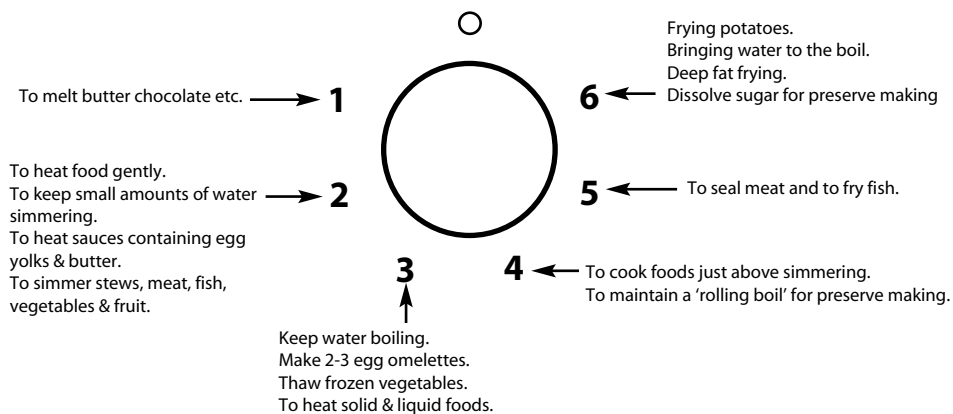 To melt butter chocolate etc.
1
To heat food gently.
To keep small amounts of water
simmering.
To heat sauces containing egg
yolks & butter.
To simmer stews, meat, fish,
vegetables & fruit.
2
3
Keep water boiling.
Make 2-3 egg omelettes.
Thaw frozen vegetables.
To heat solid & liquid foods.
4
To cook foods just above simmering.
To maintain a ‘rolling boil’ for preserve making.
5
To seal meat and to fry fish.
6
Frying potatoes.
Bringing water to the boil.
Deep fat frying.
Dissolve sugar for preserve making